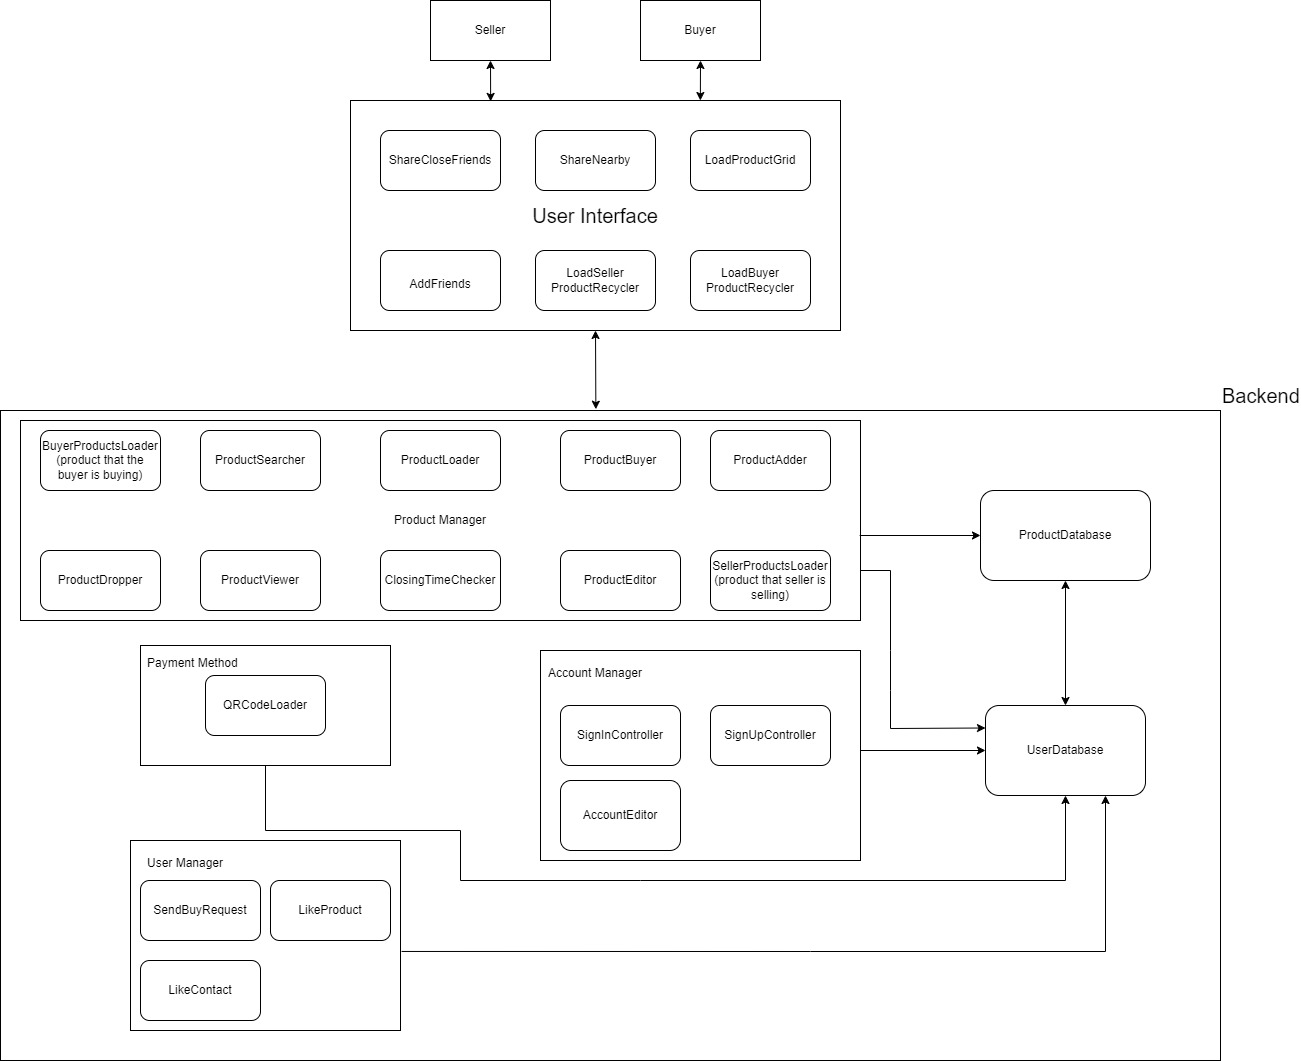 Seller
Buyer
ShareCloseFriends
ShareNearby
LoadProductGrid
User Interface
AddFriends
LoadSeller
ProductRecycler
LoadBuyer
ProductRecycler
Backend
BuyerProductsLoader
(product that the
buyer is buying)
ProductSearcher
ProductLoader
ProductBuyer
ProductAdder
Product Manager
ProductDropper
ProductViewer
ClosingTimeChecker
ProductEditor
SellerProductsLoader
(product that seller is
selling)
ProductDatabase
Payment Method
QRCodeLoader
Account Manager
SignInController
SignUpController
AccountEditor
UserDatabase
User Manager
SendBuyRequest
LikeProduct
LikeContact